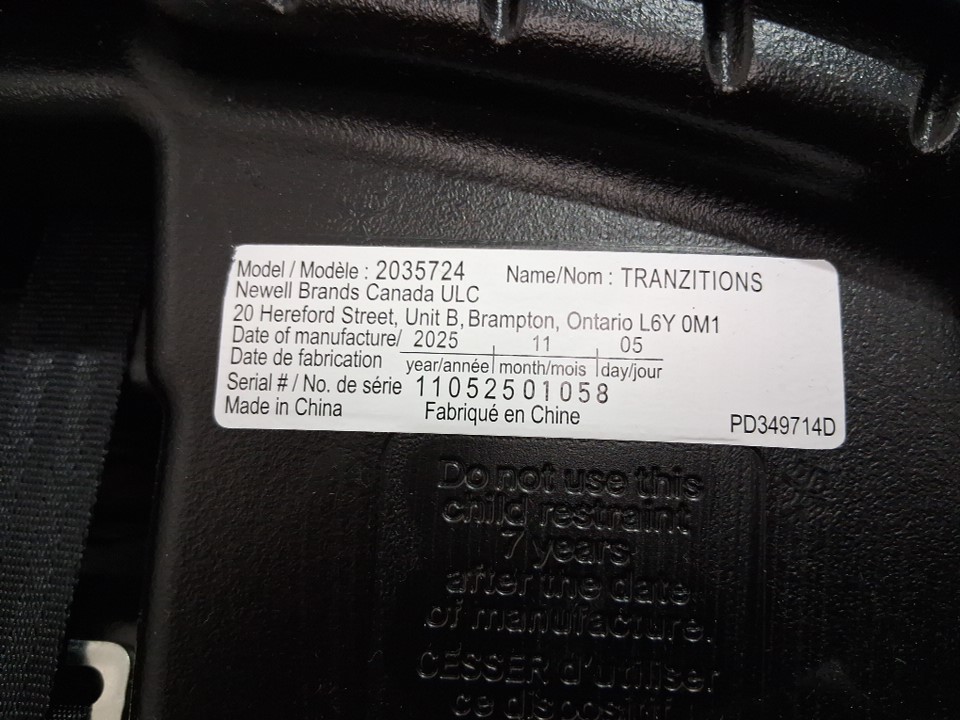 Model / Modèle : 2035724 Name/Nom : TRANZITIONS
Newell Brands Canada ULC
20 Hereford Street, Unit B, Brampton, Ontario L6Y 0M1
Date of manufacture/ 2025 11 05
Date de fabrication year/année month/mois day/jour
Serial # / No. de série 11052501058
Made in China Fabriqué en Chine PD349714D
Do not use this
child restraint
7 years
after the date
of manufacture.
CESSER d'utiliser
ce dispositif